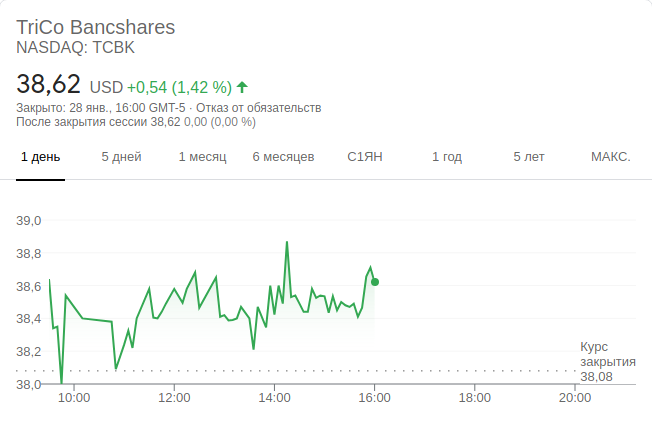 TriCo Bancshares
NASDAQ: TCBK
38,62 USD +0,54 (1,42 %)
Закрыто: 28 янв., 16:00 GMT-5 · Отказ от обязательств
После закрытия сессии 38,62 0,00 (0,00 %)
1 день 5 дней 1 месяц 6 месяцев С1ЯН 1 год 5 лет МАКС.
39,0
38,8
38,6
38,4
38,2
38,0
Курс
закрытия
38,08
10:00 12:00 14:00 16:00 18:00 20:00